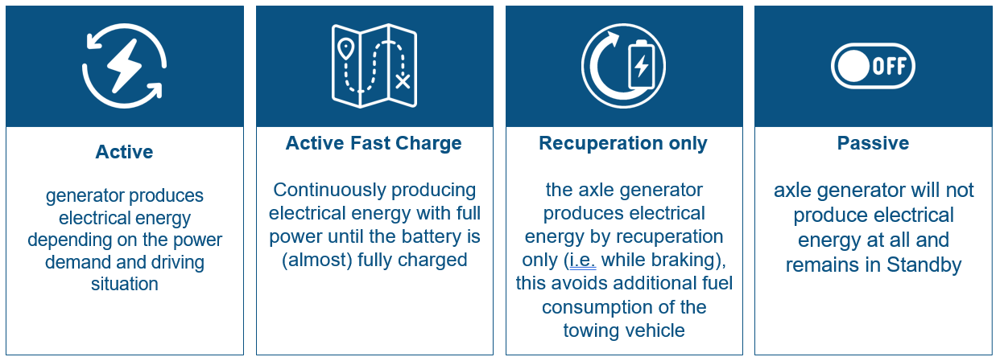 Active
generator produces
electrical energy
depending on the power
demand and driving
situation
Active Fast Charge
Continuously producing
electrical energy with full
power until the battery is
(almost) fully charged
Recuperation only
the axle generator
produces electrical
energy by recuperation
only (i.e. while braking),
this avoids additional fuel
consumption of the
towing vehicle
OFF
Passive
axle generator will not
produce electrical
energy at all and
remains in Standby